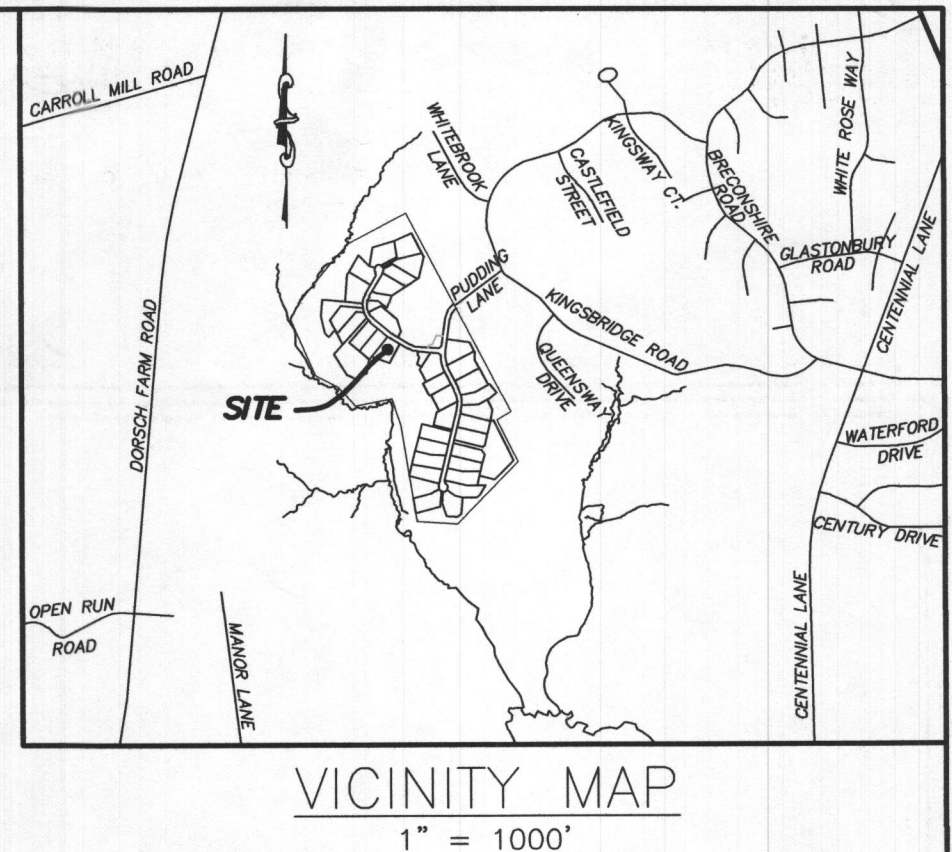 CARROLL MILL ROAD
WHITEBROOK
LANE
KINGSWAY CT.
CASTLEFIELD
STREET
BRECONSHIRE
ROAD
WHITE ROSE WAY
GLASTONBURY
ROAD
CENTENNIAL LANE
PUDDING
LANE
KINGSBRIDGE ROAD
QUEENSWAY
DRIVE
DORSCH FARM ROAD
SITE
WATERFORD
DRIVE
CENTURY DRIVE
OPEN RUN
ROAD
MANOR LANE
CENTENNIAL LANE
VICINITY MAP
1" = 1000'